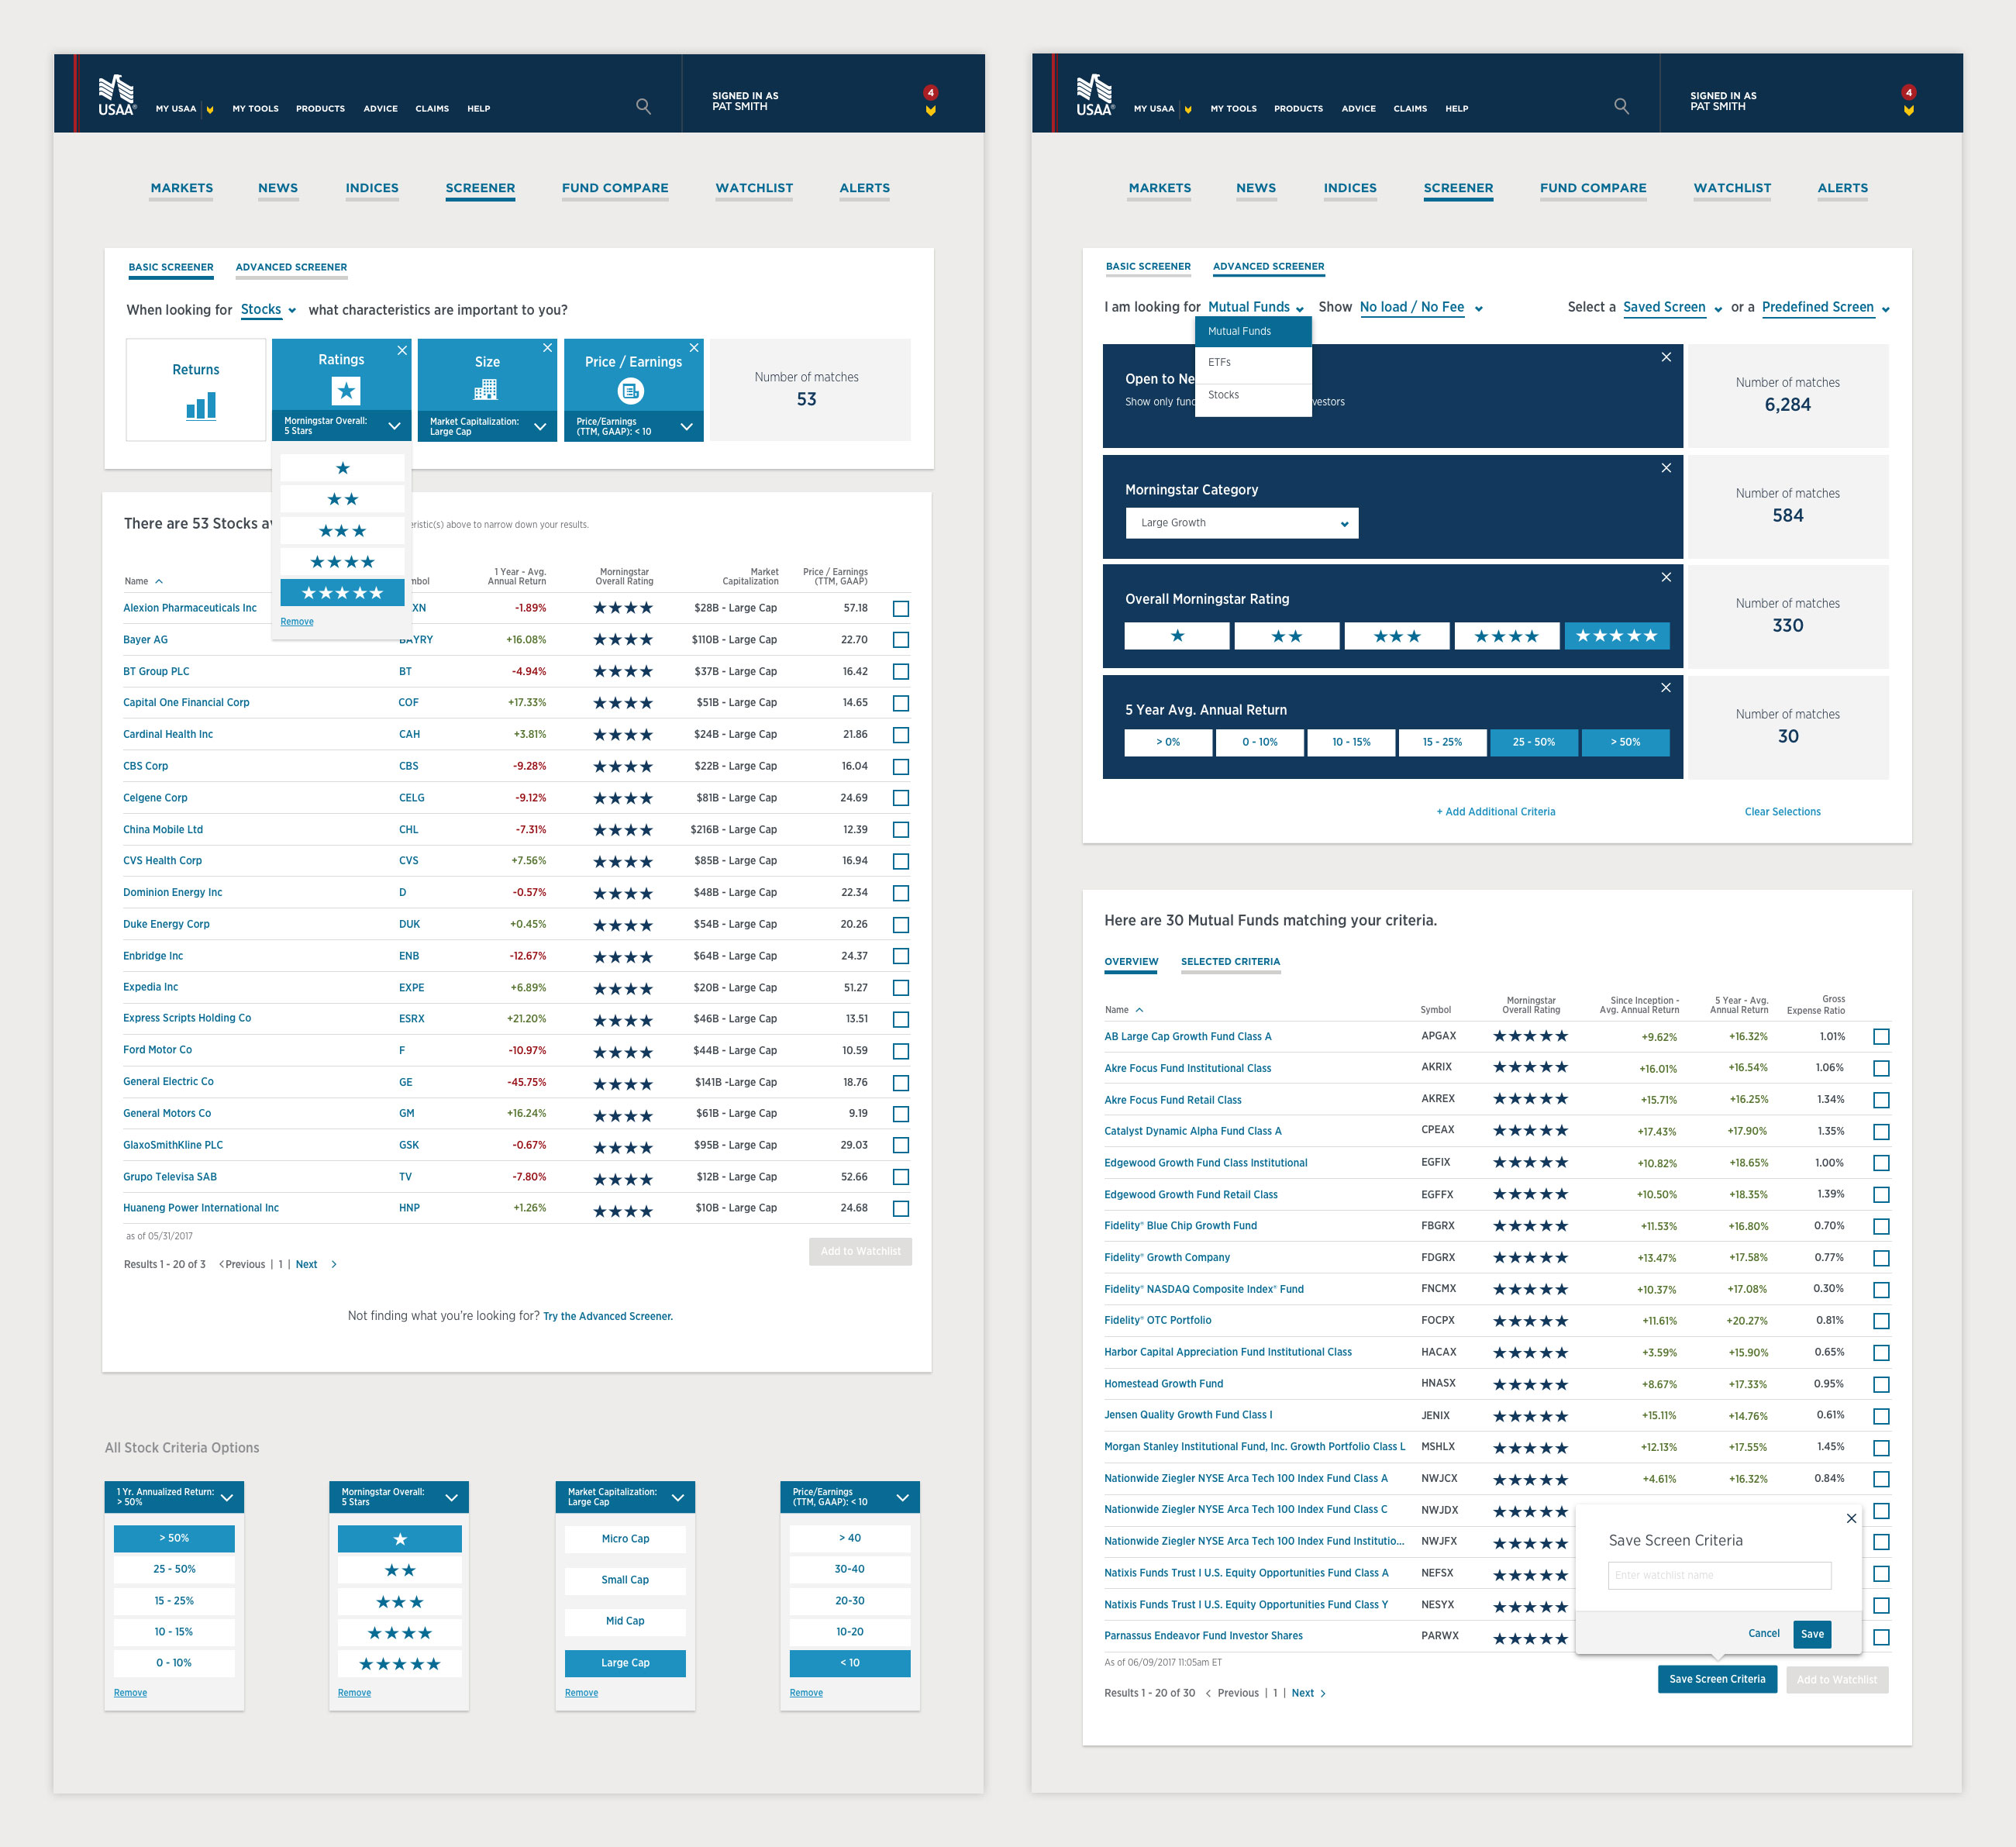 USAA®
MY USAA
MY TOOLS
PRODUCTS
ADVICE
CLAIMS
HELP
SIGNED IN AS
PAT SMITH
4
MARKETS
NEWS
INDICES
SCREENER
FUND COMPARE
WATCHLIST
ALERTS
BASIC SCREENER
ADVANCED SCREENER
When looking for Stocks what characteristics are important to you?
Returns
Ratings
Morningstar Overall:
5 Stars
Size
Market Capitalization:
Large Cap
Price / Earnings
Price/Earnings
(TTM, GAAP): < 10
Number of matches
53
Remove
There are 53 Stocks av
eristic(s) above to narrow down your results.
Name mbol 1 Year - Avg. Annual Return Morningstar Overall Rating Market Capitalization Price / Earnings (TTM, GAAP)
Alexion Pharmaceuticals Inc XN -1.89% ★★★★ $28B - Large Cap 57.18
Bayer AG BAYRY +16.08% ★★★★ $110B - Large Cap 22.70
BT Group PLC BT -4.94% ★★★★ $37B - Large Cap 16.42
Capital One Financial Corp COF +17.33% ★★★★ $51B - Large Cap 14.65
Cardinal Health Inc CAH +3.81% ★★★★ $24B - Large Cap 21.86
CBS Corp CBS -9.28% ★★★★ $22B - Large Cap 16.04
Celgene Corp CELG -9.12% ★★★★ $81B - Large Cap 24.69
China Mobile Ltd CHL -7.31% ★★★★ $216B - Large Cap 12.39
CVS Health Corp CVS +7.56% ★★★★ $85B - Large Cap 16.94
Dominion Energy Inc D -0.57% ★★★★ $48B - Large Cap 22.34
Duke Energy Corp DUK +0.45% ★★★★ $54B - Large Cap 20.26
Enbridge Inc ENB -12.67% ★★★★ $64B - Large Cap 24.37
Expedia Inc EXPE +6.89% ★★★★ $20B - Large Cap 51.27
Express Scripts Holding Co ESRX +21.20% ★★★★ $46B - Large Cap 13.51
Ford Motor Co F -10.97% ★★★★ $44B - Large Cap 10.59
General Electric Co GE -45.75% ★★★★ $141B -Large Cap 18.76
General Motors Co GM +16.24% ★★★★ $61B - Large Cap 9.19
GlaxoSmithKline PLC GSK -0.67% ★★★★ $95B - Large Cap 29.03
Grupo Televisa SAB TV -7.80% ★★★★ $12B - Large Cap 52.66
Huaneng Power International Inc HNP +1.26% ★★★★ $10B - Large Cap 24.68
as of 05/31/2017
Add to Watchlist
Results 1 - 20 of 3 <Previous | 1 | Next >
Not finding what you're looking for? Try the Advanced Screener.
All Stock Criteria Options
1 Yr. Annualized Return:
> 50%
> 50%
25 - 50%
15 - 25%
10 - 15%
0 - 10%
Remove
Morningstar Overall:
5 Stars
Remove
Market Capitalization:
Large Cap
Micro Cap
Small Cap
Mid Cap
Large Cap
Remove
Price/Earnings
(TTM, GAAP): < 10
> 40
30-40
20-30
10-20
< 10
Remove
USAA®
MY USAA
MY TOOLS
PRODUCTS
ADVICE
CLAIMS
HELP
SIGNED IN AS
PAT SMITH
4
MARKETS
NEWS
INDICES
SCREENER
FUND COMPARE
WATCHLIST
ALERTS
BASIC SCREENER
ADVANCED SCREENER
I am looking for Mutual Funds Show No load / No Fee
Select a Saved Screen or a Predefined Screen
Mutual Funds
ETFs
Stocks
Open to Ne
Show only func vestors
Number of matches
6,284
Morningstar Category
Large Growth
Number of matches
584
Overall Morningstar Rating
Number of matches
330
5 Year Avg. Annual Return
> 0%
0 - 10%
10 - 15%
15 - 25%
25 - 50%
> 50%
Number of matches
30
+ Add Additional Criteria
Clear Selections
Here are 30 Mutual Funds matching your criteria.
OVERVIEW
SELECTED CRITERIA
Name Symbol Morningstar Overall Rating Since Inception - Avg. Annual Return 5 Year - Avg. Annual Return Gross Expense Ratio
AB Large Cap Growth Fund Class A APGAX ★★★★★ +9.62% +16.32% 1.01%
Akre Focus Fund Institutional Class AKRIX ★★★★★ +16.01% +16.54% 1.06%
Akre Focus Fund Retail Class AKREX ★★★★★ +15.71% +16.25% 1.34%
Catalyst Dynamic Alpha Fund Class A CPEAX ★★★★★ +17.43% +17.90% 1.35%
Edgewood Growth Fund Class Institutional EGFIX ★★★★★ +10.82% +18.65% 1.00%
Edgewood Growth Fund Retail Class EGFFX ★★★★★ +10.50% +18.35% 1.39%
Fidelity® Blue Chip Growth Fund FBGRX ★★★★★ +11.53% +16.80% 0.70%
Fidelity® Growth Company FDGRX ★★★★★ +13.47% +17.58% 0.77%
Fidelity® NASDAQ Composite Index® Fund FNCMX ★★★★★ +10.37% +17.08% 0.30%
Fidelity® OTC Portfolio FOCPX ★★★★★ +11.61% +20.27% 0.81%
Harbor Capital Appreciation Fund Institutional Class HACAX ★★★★★ +3.59% +15.90% 0.65%
Homestead Growth Fund HNASX ★★★★★ +8.67% +17.33% 0.95%
Jensen Quality Growth Fund Class I JENIX ★★★★★ +15.11% +14.76% 0.61%
Morgan Stanley Institutional Fund, Inc. Growth Portfolio Class L MSHLX ★★★★★ +12.13% +17.55% 1.45%
Nationwide Ziegler NYSE Arca Tech 100 Index Fund Class A NWJCX ★★★★★ +4.61% +16.32% 0.84%
Nationwide Ziegler NYSE Arca Tech 100 Index Fund Class C NWJDX ★★★★★
Nationwide Ziegler NYSE Arca Tech 100 Index Fund Institutio... NWJFX ★★★★★
Natixis Funds Trust I U.S. Equity Opportunities Fund Class A NEFSX ★★★★★
Natixis Funds Trust I U.S. Equity Opportunities Fund Class Y NESYX ★★★★★
Parnassus Endeavor Fund Investor Shares PARWX ★★★★★
Save Screen Criteria
Enter watchlist name
Cancel
Save
As of 06/09/2017 11:05am ET
Save Screen Criteria
Add to Watchlist
Results 1 - 20 of 30 < Previous | 1 | Next >